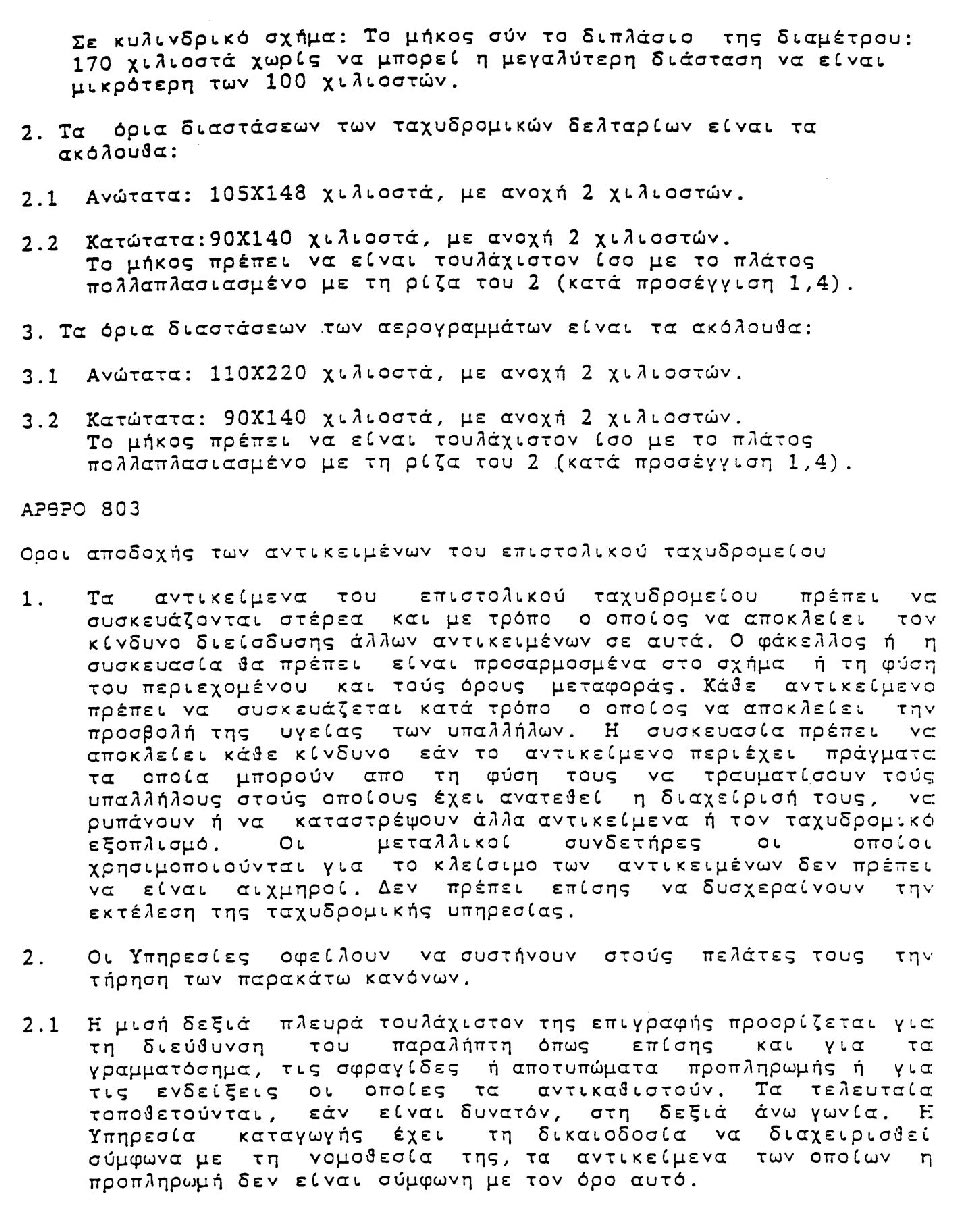 Σε κυλινδρικό σχήμα: Το μήκος σύν το διπλάσιο της διαμέτρου:
170 χιλιοστά χωρίς να μπορεί η μεγαλύτερη διάσταση να είναι
μικρότερη των 100 χιλιοστών.
2. Τα όρια διαστάσεων των ταχυδρομικών δελταρίων είναι τα
ακόλουθα:
2.1 Ανώτατα: 105Χ148 χιλιοστά, με ανοχή 2 χιλιοστών.
2.2 Κατώτατα:90Χ140 χιλιοστά, με ανοχή 2 χιλιοστών.
Το μήκος πρέπει να είναι τουλάχιστον ίσο με το πλάτος
πολλαπλασιασμένο με τη ρίζα του 2 (κατά προσέγγιση 1,4).
3. Τα όρια διαστάσεων των αερογραμμάτων είναι τα ακόλουθα:
3.1 Ανώτατα: 110Χ220 χιλιοστά, με ανοχή 2 χιλιοστών.
3.2 Κατώτατα: 90Χ140 χιλιοστά, με ανοχή 2 χιλιοστών.
Το μήκος πρέπει να είναι τουλάχιστον ίσο με το πλάτος
πολλαπλασιασμένο με τη ρίζα του 2 (κατά προσέγγιση 1,4).
ΑΡΘΡΟ 803
Οροι αποδοχής των αντικειμένων του επιστολικού ταχυδρομείου
1. Τα αντικείμενα του επιστολικού ταχυδρομείου πρέπει να
συσκευάζονται στέρεα και με τρόπο ο οποίος να αποκλείει τον
κίνδυνο διείσδυσης άλλων αντικειμένων σε αυτά. Ο φάκελλος ή η
συσκευασία θα πρέπει είναι προσαρμοσμένα στο σχήμα ή τη φύση
του περιεχομένου και τούς όρους μεταφοράς. Κάθε αντικείμενο
πρέπει να συσκευάζεται κατά τρόπο ο οποίος να αποκλείει την
προσβολή της υγείας των υπαλλήλων. Η συσκευασία πρέπει να
αποκλείει κάθε κίνδυνο εάν το αντικείμενο περιέχει πράγματα
τα οποία μπορούν απο τη φύση τους να τραυματίσουν τούς
υπαλλήλους στούς οποίους έχει ανατεθεί η διαχείρισή τους, να
ρυπάνουν ή να καταστρέψουν άλλα αντικείμενα ή τον ταχυδρομικό
εξοπλισμό. Οι μεταλλικοί συνδετήρες οι οποίοι
χρησιμοποιούνται για το κλείσιμο των αντικειμένων δεν πρέπει
να είναι αιχμηροί. Δεν πρέπει επίσης να δυσχεραίνουν την
εκτέλεση της ταχυδρομικής υπηρεσίας.
2. Οι Υπηρεσίες οφείλουν να συστήνουν στούς πελάτες τους την
τήρηση των παρακάτω κανόνων.
2.1 Η μισή δεξιά πλευρά τουλάχιστον της επιγραφής προορίζεται για
τη διεύθυνση του παραλήπτη όπως επίσης και για τα
γραμματόσημα, τις σφραγίδες ή αποτυπώματα προπληρωμής ή για
τις ενδείξεις οι οποίες τα αντικαθιστούν. Τα τελευταία
τοποθετούνται, εάν είναι δυνατόν, στη δεξιά άνω γωνία. Η
Υπηρεσία καταγωγής έχει τη δικαιοδοσία να διαχειρισθεί
σύμφωνα με τη νομοθεσία της, τα αντικείμενα των οποίων η
προπληρωμή δεν είναι σύμφωνη με τον όρο αυτό.